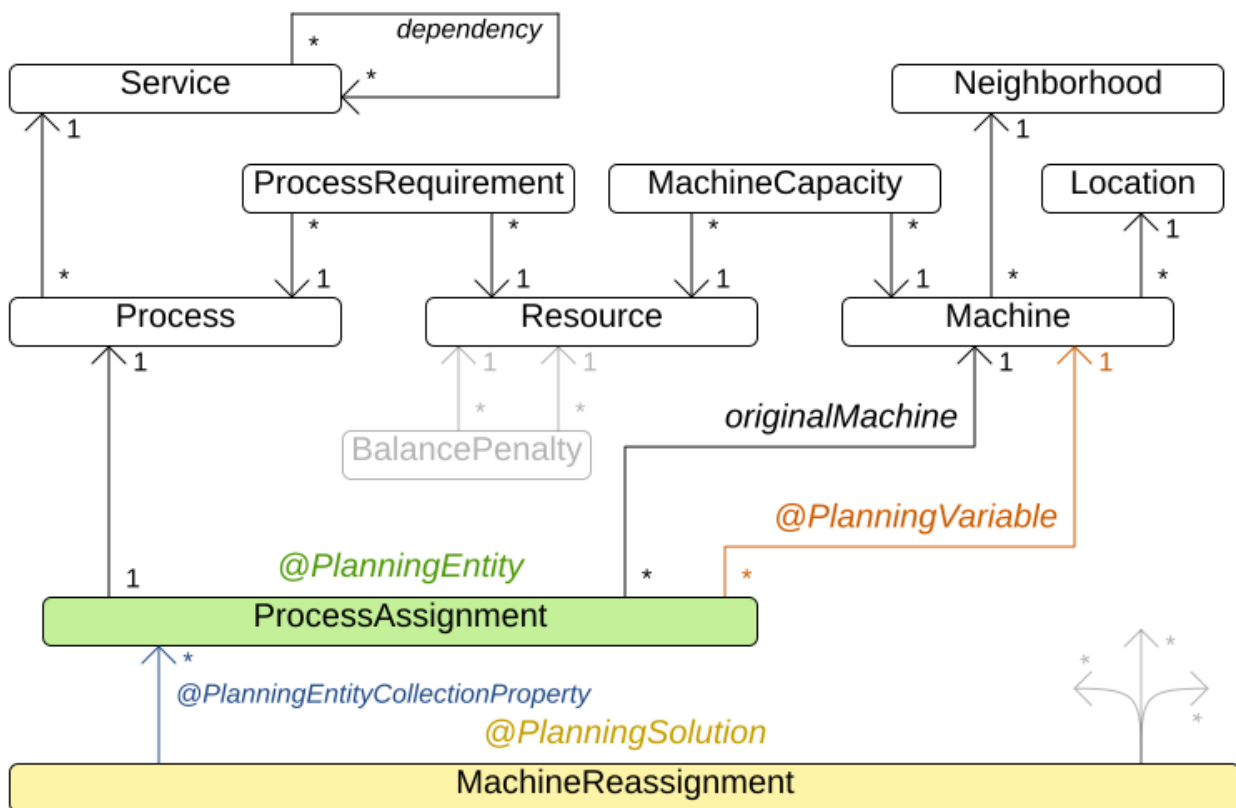 * dependency
Service * Neighborhood
1 1
ProcessRequirement MachineCapacity Location
* * * * 1
* 1 1 1 1 * *
Process Resource Machine
1 1 1 1 1
* * originalMachine
BalancePenalty
@PlanningVariable
@PlanningEntity
1 * *
ProcessAssignment
* * *
@PlanningEntityCollectionProperty *
@PlanningSolution
MachineReassignment